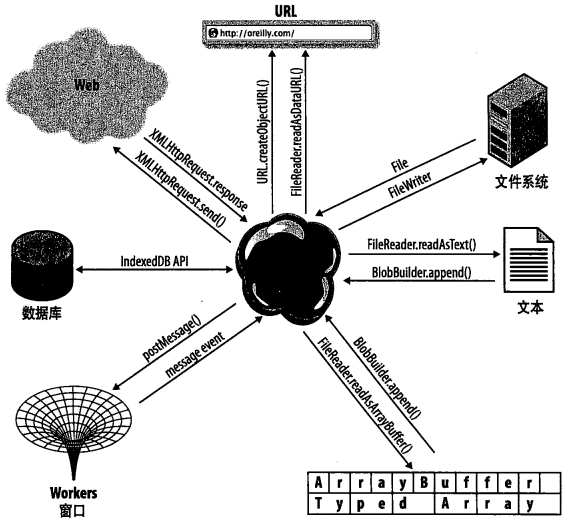 URL
http://oreilly.com/
Web
URL.createObjectURL()
FileReader.readAsDataURL()
XMLHttpRequest.response
XMLHttpRequest.send()
File
FileWriter
文件系统
IndexedDB API
数据库
FileReader.readAsText()
BlobBuilder.append()
文本
postMessage()
message event
BlobBuilder.append()
FileReader.readAsArrayBuffer()
Workers
窗口
ArrayBuffer
Typed Array